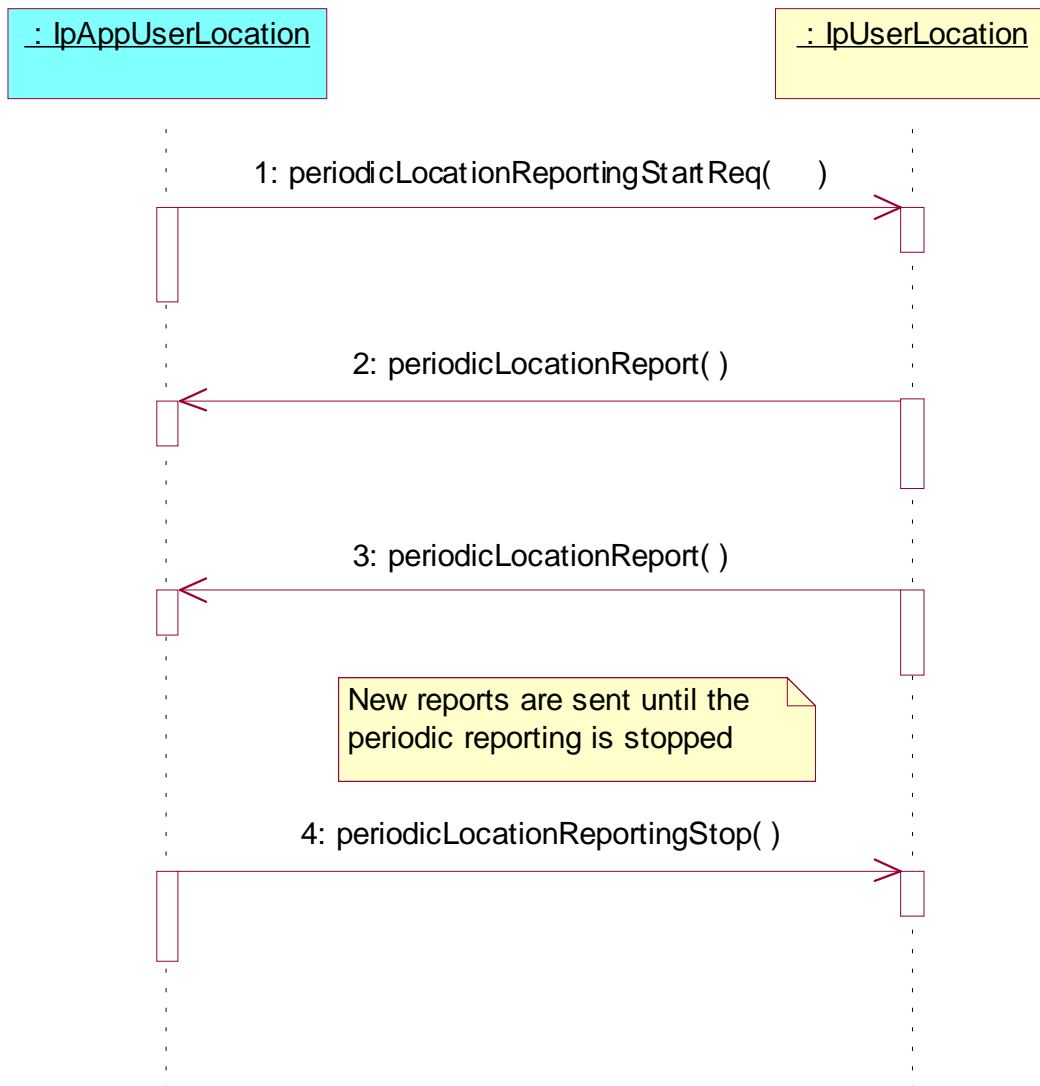 : IpAppUserLocation
: IpUserLocation
1: periodicLocationReportingStartReq( )
2: periodicLocationReport( )
3: periodicLocationReport( )
New reports are sent until the
periodic reporting is stopped
4: periodicLocationReportingStop( )